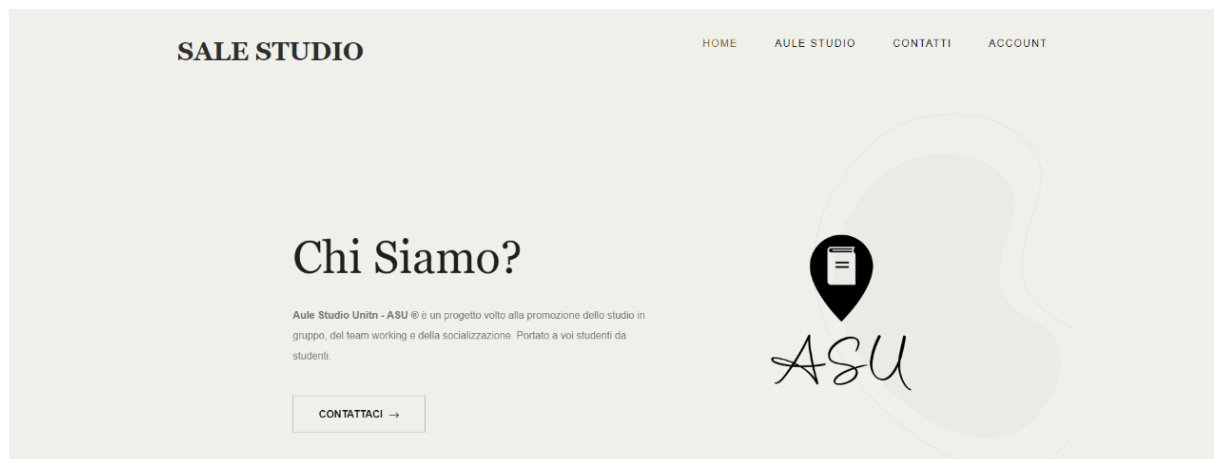 SALE STUDIO
HOME AULE STUDIO CONTATTI ACCOUNT
Chi Siamo?
Aule Studio Unitn - ASU ® è un progetto volto alla promozione dello studio in
gruppo, del team working e della socializzazione. Portato a voi studenti da
studenti.
CONTATTACI →
ASU